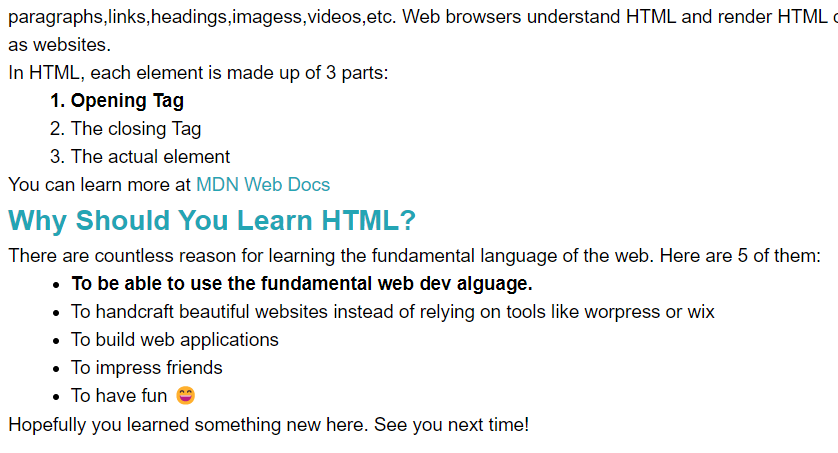 paragraphs,links,headings,imagess,videos,etc. Web browsers understand HTML and render HTML
as websites.
In HTML, each element is made up of 3 parts:
1. Opening Tag
2. The closing Tag
3. The actual element
You can learn more at MDN Web Docs
Why Should You Learn HTML?
There are countless reason for learning the fundamental language of the web. Here are 5 of them:
• To be able to use the fundamental web dev alguage.
• To handcraft beautiful websites instead of relying on tools like worpress or wix
• To build web applications
• To impress friends
• To have fun 😄
Hopefully you learned something new here. See you next time!